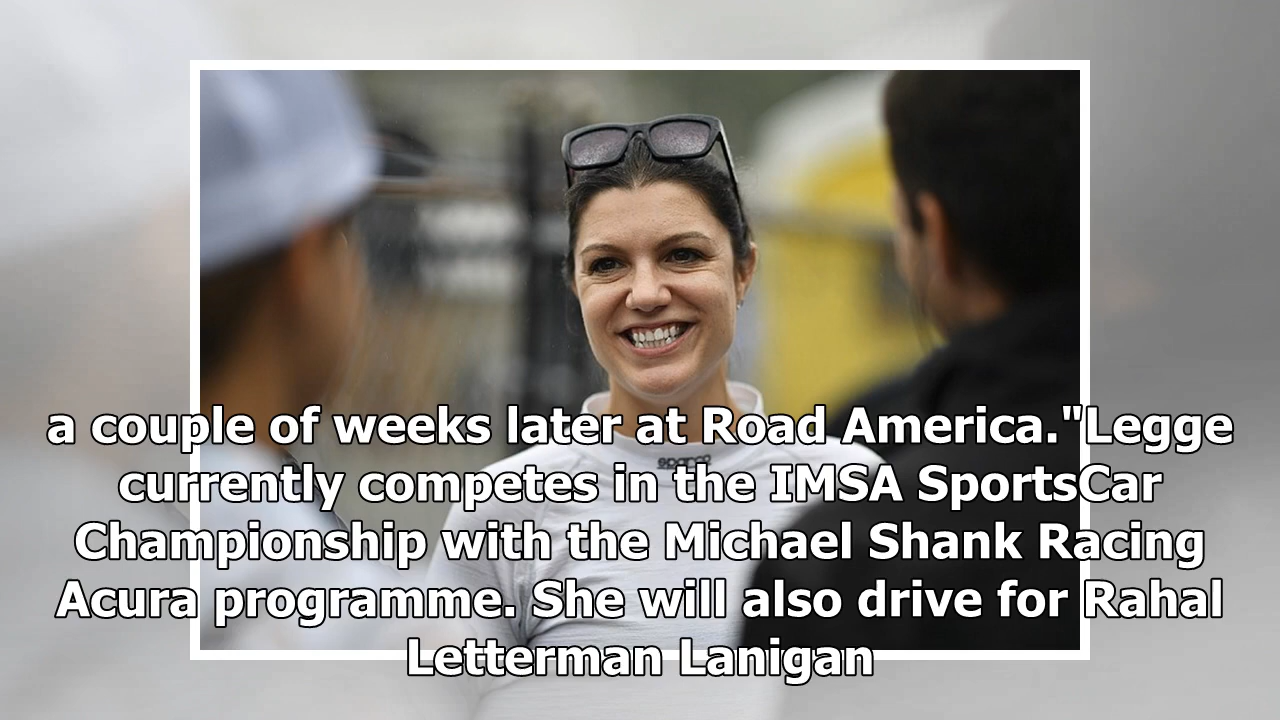 sparco
a couple of weeks later at Road America."Legge
currently competes in the IMSA SportsCar
Championship with the Michael Shank Racing
Acura programme. She will also drive for Rahal
Letterman Lanigan